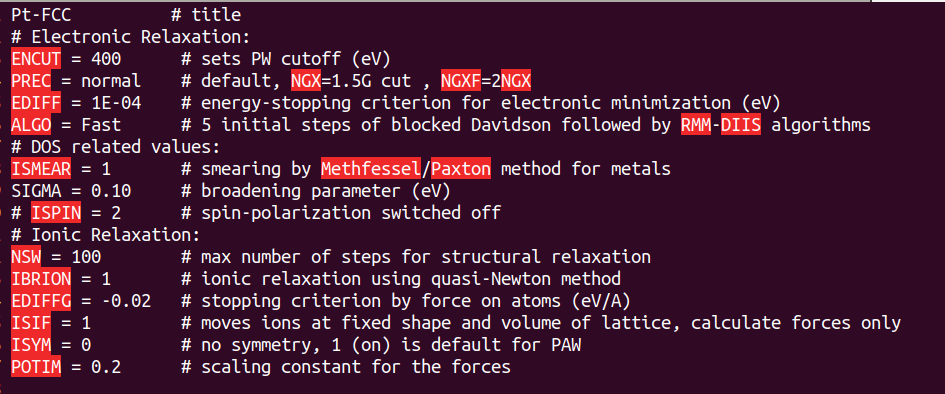 Pt-FCC # title
# Electronic Relaxation:
ENCUT = 400 # sets PW cutoff (eV)
PREC = normal # default, NGX=1.5G cut , NGXF=2NGX
EDIFF = 1E-04 # energy-stopping criterion for electronic minimization (eV)
ALGO = Fast # 5 initial steps of blocked Davidson followed by RMM-DIIS algorithms
# DOS related values:
ISMEAR = 1 # smearing by Methfessel/Paxton method for metals
SIGMA = 0.10 # broadening parameter (eV)
# ISPIN = 2 # spin-polarization switched off
# Ionic Relaxation:
NSW = 100 # max number of steps for structural relaxation
IBRION = 1 # ionic relaxation using quasi-Newton method
EDIFFG = -0.02 # stopping criterion by force on atoms (eV/A)
ISIF = 1 # moves ions at fixed shape and volume of lattice, calculate forces only
ISYM = 0 # no symmetry, 1 (on) is default for PAW
POTIM = 0.2 # scaling constant for the forces